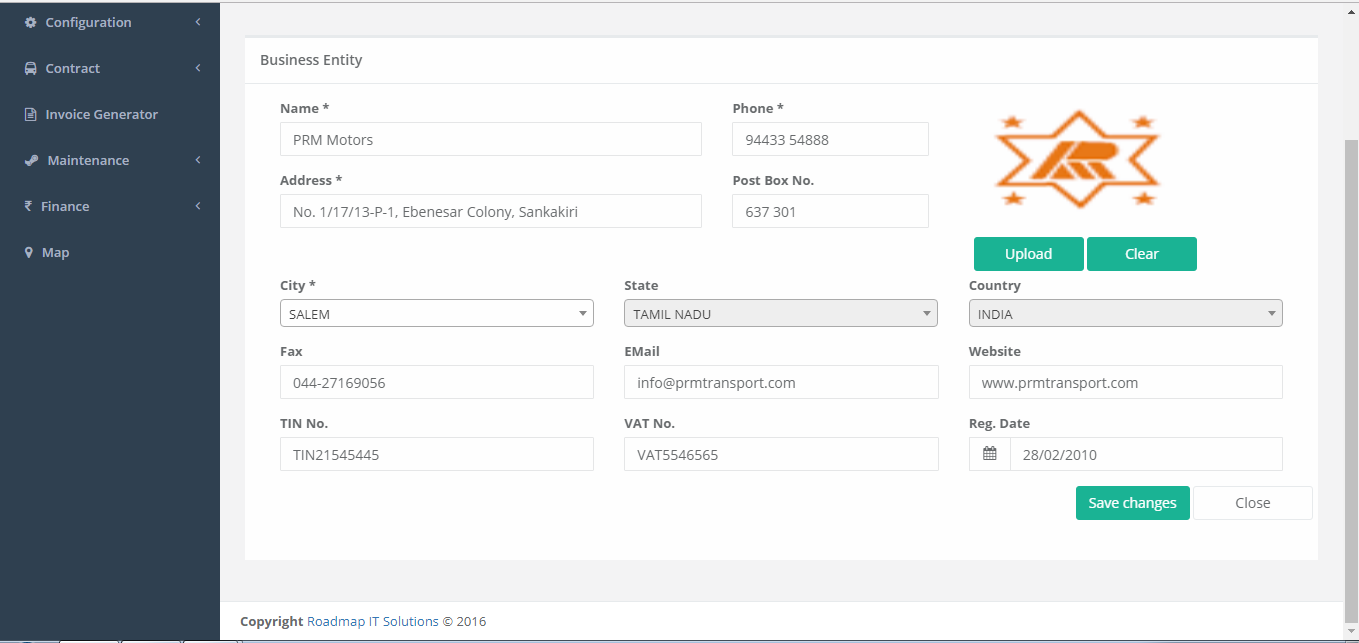 Configuration
Contract
Invoice Generator
Maintenance
Finance
Map
Business Entity
Name *
PRM Motors
Phone *
94433 54888
Address *
No. 1/17/13-P-1, Ebenesar Colony, Sankakiri
Post Box No.
637 301
Upload
Clear
City *
SALEM
State
TAMIL NADU
Country
INDIA
Fax
044-27169056
EMail
info@prmtransport.com
Website
www.prmtransport.com
TIN No.
TIN21545445
VAT No.
VAT5546565
Reg. Date
28/02/2010
Save changes
Close
Copyright Roadmap IT Solutions © 2016